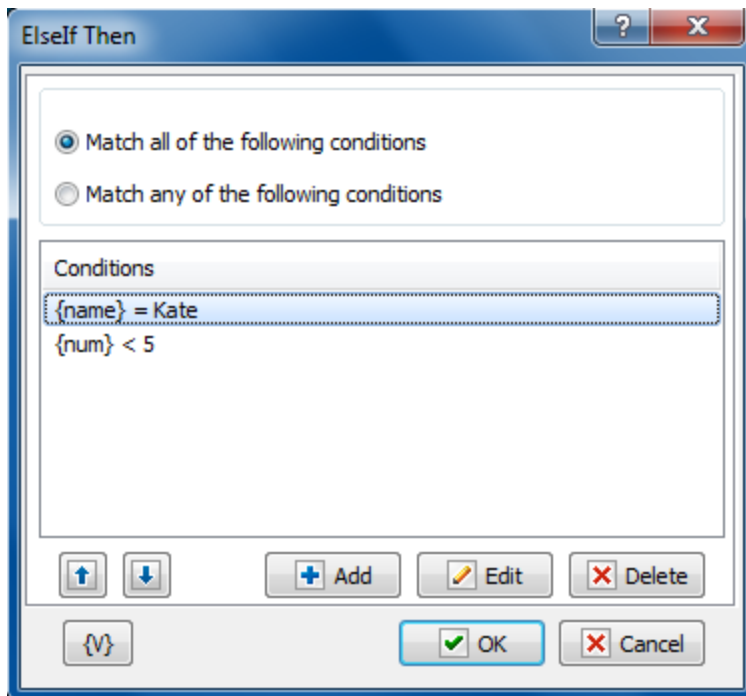 ElseIf Then
?
Match all of the following conditions
Match any of the following conditions
Conditions
{name} = Kate
{num} < 5
Add Edit Delete
{V} OK Cancel